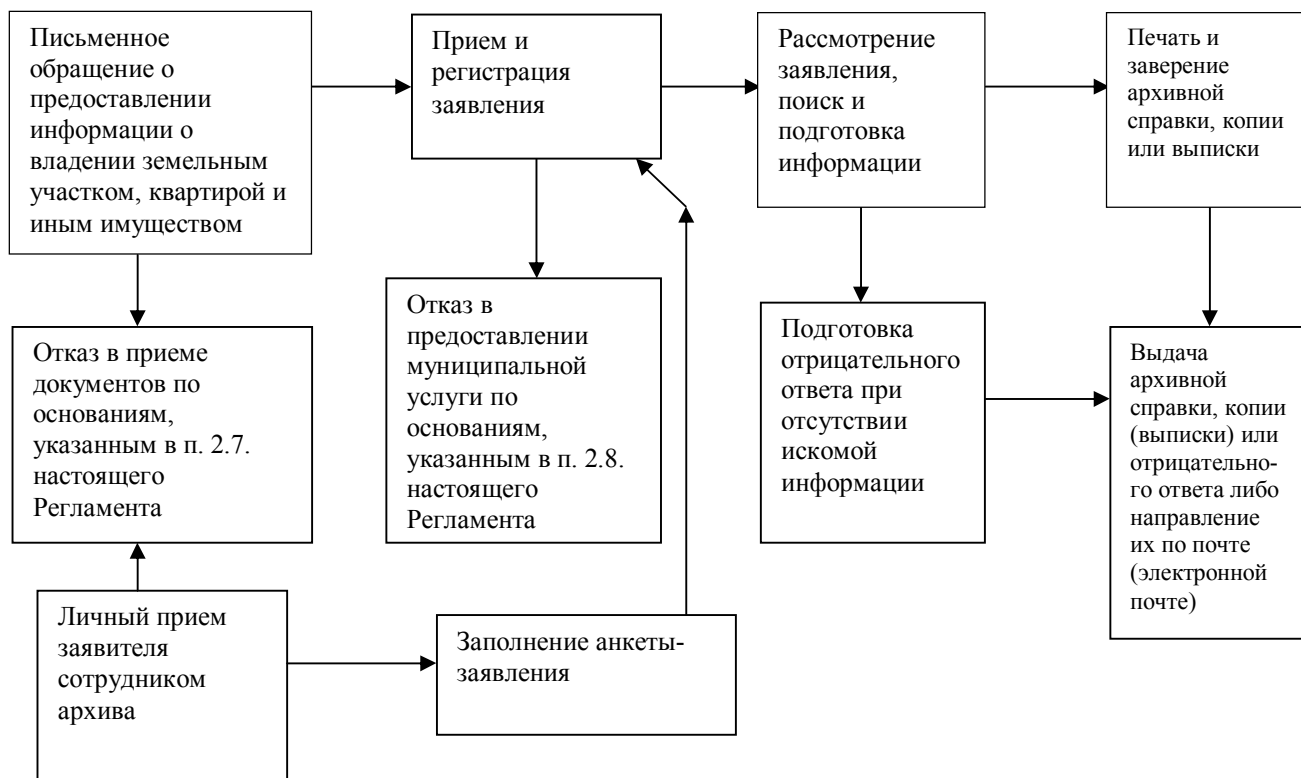 Письменное
обращение о
предоставлении
информации о
владении земельным
участком, квартирой и
иным имуществом
Прием и
регистрация
заявления
Рассмотрение
заявления,
поиск и
подготовка
информации
Печать и
заверение
архивной
справки, копии
или выписки
Отказ в приеме
документов по
основаниям,
указанным в п. 2.7.
настоящего
Регламента
Отказ в
предоставлении
муниципальной
услуги по
основаниям,
указанным в п. 2.8.
настоящего
Регламента
Подготовка
отрицательного
ответа при
отсутствии
искомой
информации
Выдача
архивной
справки, копии
(выписки) или
отрицательно-
го ответа либо
направление
их по почте
(электронной
почте)
Личный прием
заявителя
сотрудником
архива
Заполнение анкеты-
заявления